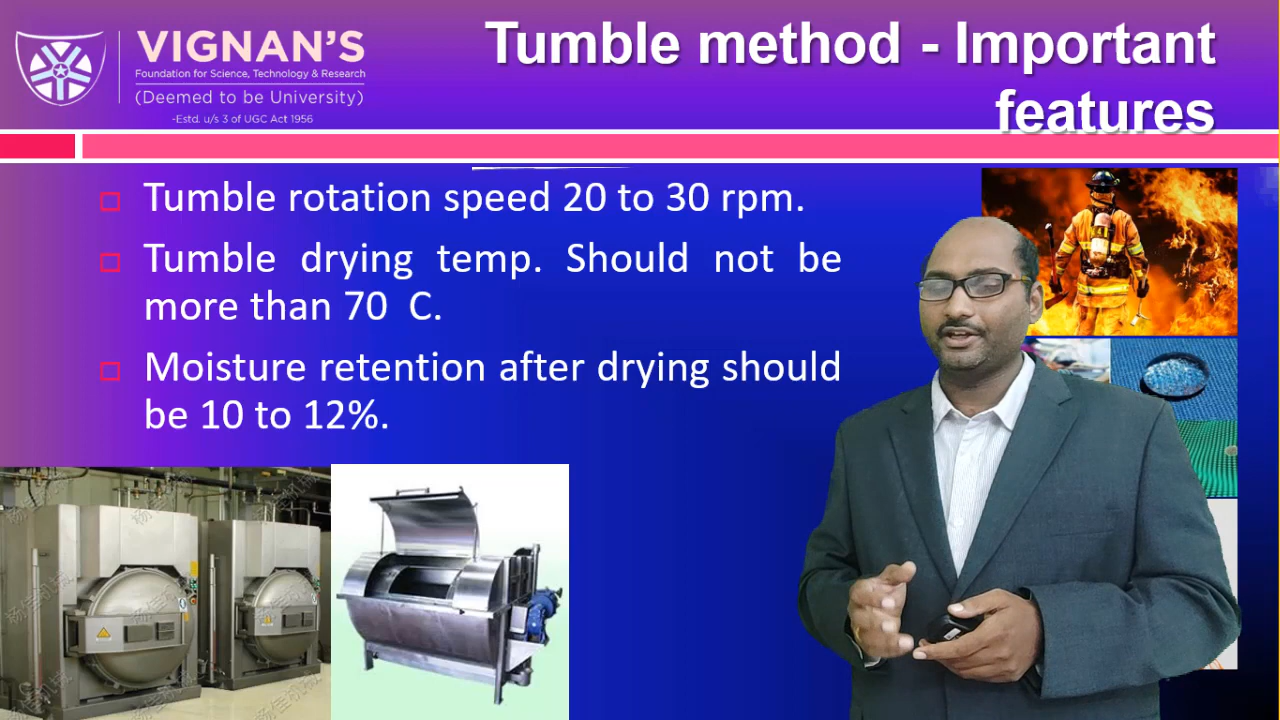 VIGNAN'S
Foundation for Science, Technology & Research
(Deemed to be University)
-Estd. u/s 3 of UGC Act 1956
Tumble method - Important
features
Tumble rotation speed 20 to 30 rpm.
Tumble drying temp. Should not be
more than 70 C.
Moisture retention after drying should
be 10 to 12%.